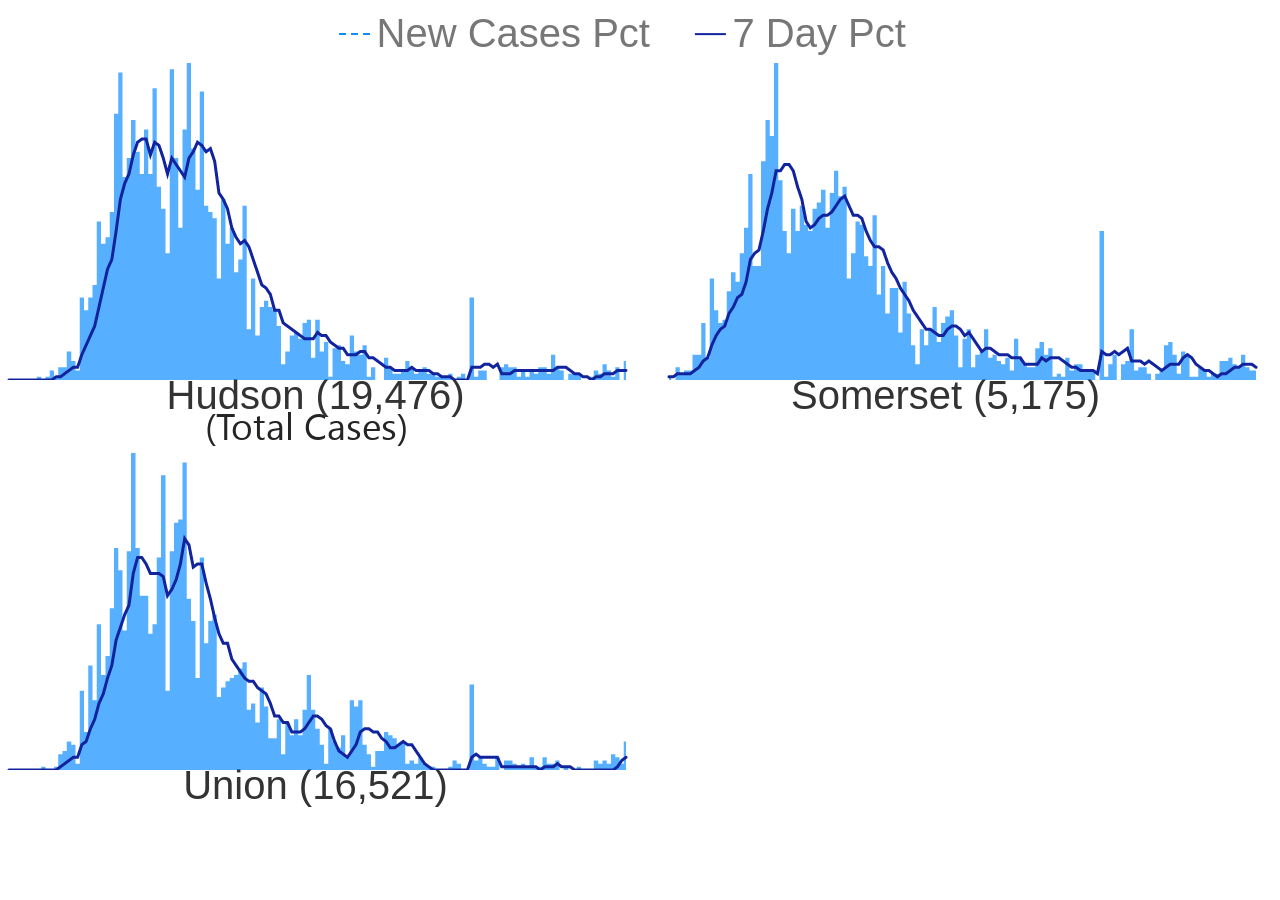 New Cases Pct 7 Day Pct
Hudson (19,476)
(Total Cases)
Somerset (5,175)
Union (16,521)